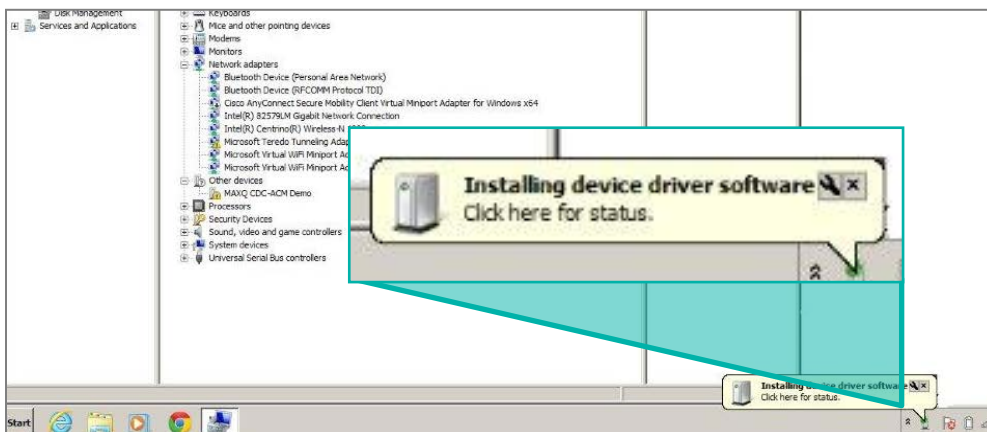 Disk Management
Services and Applications
Keyboards
Mice and other pointing devices
Modems
Monitors
Network adapters
Bluetooth Device (Personal Area Network)
Bluetooth Device (RFCOMM Protocol TDI)
Cisco AnyConnect Secure Mobility Client Virtual Miniport Adapter for Windows x64
Intel(R) 82579LM Gigabit Network Connection
Intel(R) Centrino(R) Wireless-N
Microsoft Teredo Tunneling Adap
Microsoft Virtual WiFi Miniport Ad
Microsoft Virtual WiFi Miniport Ad
Other devices
MAXQ CDC-ACM Demo
Processors
Security Devices
Sound, video and game controllers
System devices
Universal Serial Bus controllers
Installing device driver software
Click here for status.
Installing device driver software
Click here for status.
Start